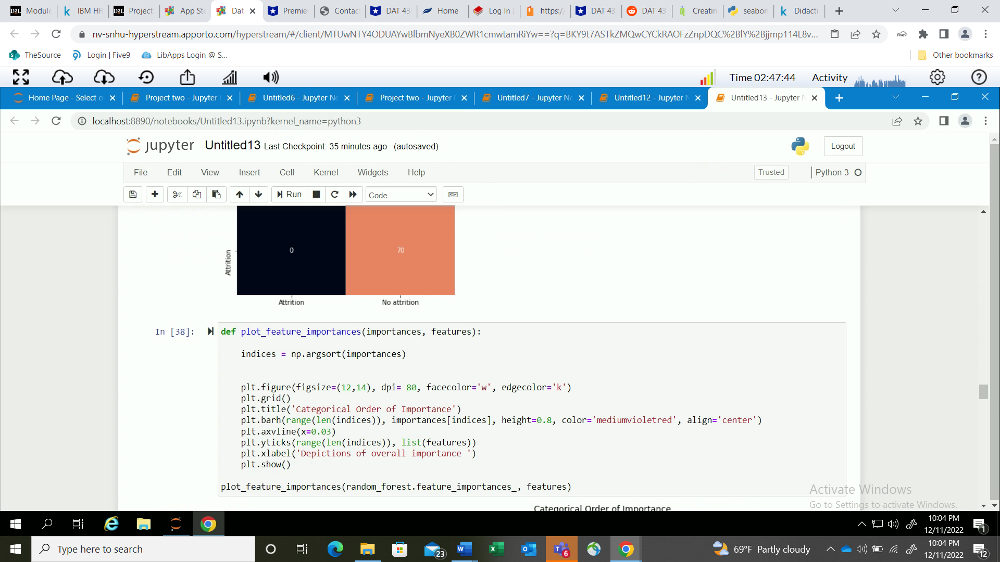 D2L Module
k IBM HR
D2L Project
App Sto
Dat
Premie
Contac
DAT 43
Home
Log In
https:/
DAT 43
DAT 43
Creatin
seabor
k Didacti
nv-snhu-hyperstream.apporto.com/hyperstream/#/client/MTUwNTY4ODUAYwBlbmNyeXB0ZWR1cmwtamRiYw==?q=BKY9t7ASTkZMQwCYCkRAOFzZnpDQC%2BlY%2Bjjmp114L8v...
TheSource
Login | Five9
LibApps Login @ S...
Other bookmarks
Time 02:47:44 Activity
Home Page - Select o
Project two - Jupyter
Untitled6 - Jupyter No
Project two - Jupyter
Untitled7 - Jupyter No
Untitled12 - Jupyter N
Untitled13 - Jupyter N
localhost:8890/notebooks/Untitled13.ipynb?kernel_name=python3
jupyter Untitled13 Last Checkpoint: 35 minutes ago (autosaved)
Logout
File Edit View Insert Cell Kernel Widgets Help
Trusted
Python 3
Run
Code
Attrition
0 70
Attrition No attrition
In [38]:
def plot_feature_importances(importances, features):
indices = np.argsort(importances)
plt.figure(figsize=(12,14), dpi= 80, facecolor='w', edgecolor='k')
plt.grid()
plt.title('Categorical Order of Importance')
plt.barh(range(len(indices)), importances[indices], height=0.8, color='mediumvioletred', align='center')
plt.axvline(x=0.03)
plt.yticks(range(len(indices)), list(features))
plt.xlabel('Depictions of overall importance ')
plt.show()
plot_feature_importances(random_forest.feature_importances_, features)
Categorical Order of Importance
Activate Windows
Go to Settings to activate Windows.
10:04 PM
12/11/2022
1
Type here to search
23
6
69°F Partly cloudy
10:04 PM
12/11/2022
12